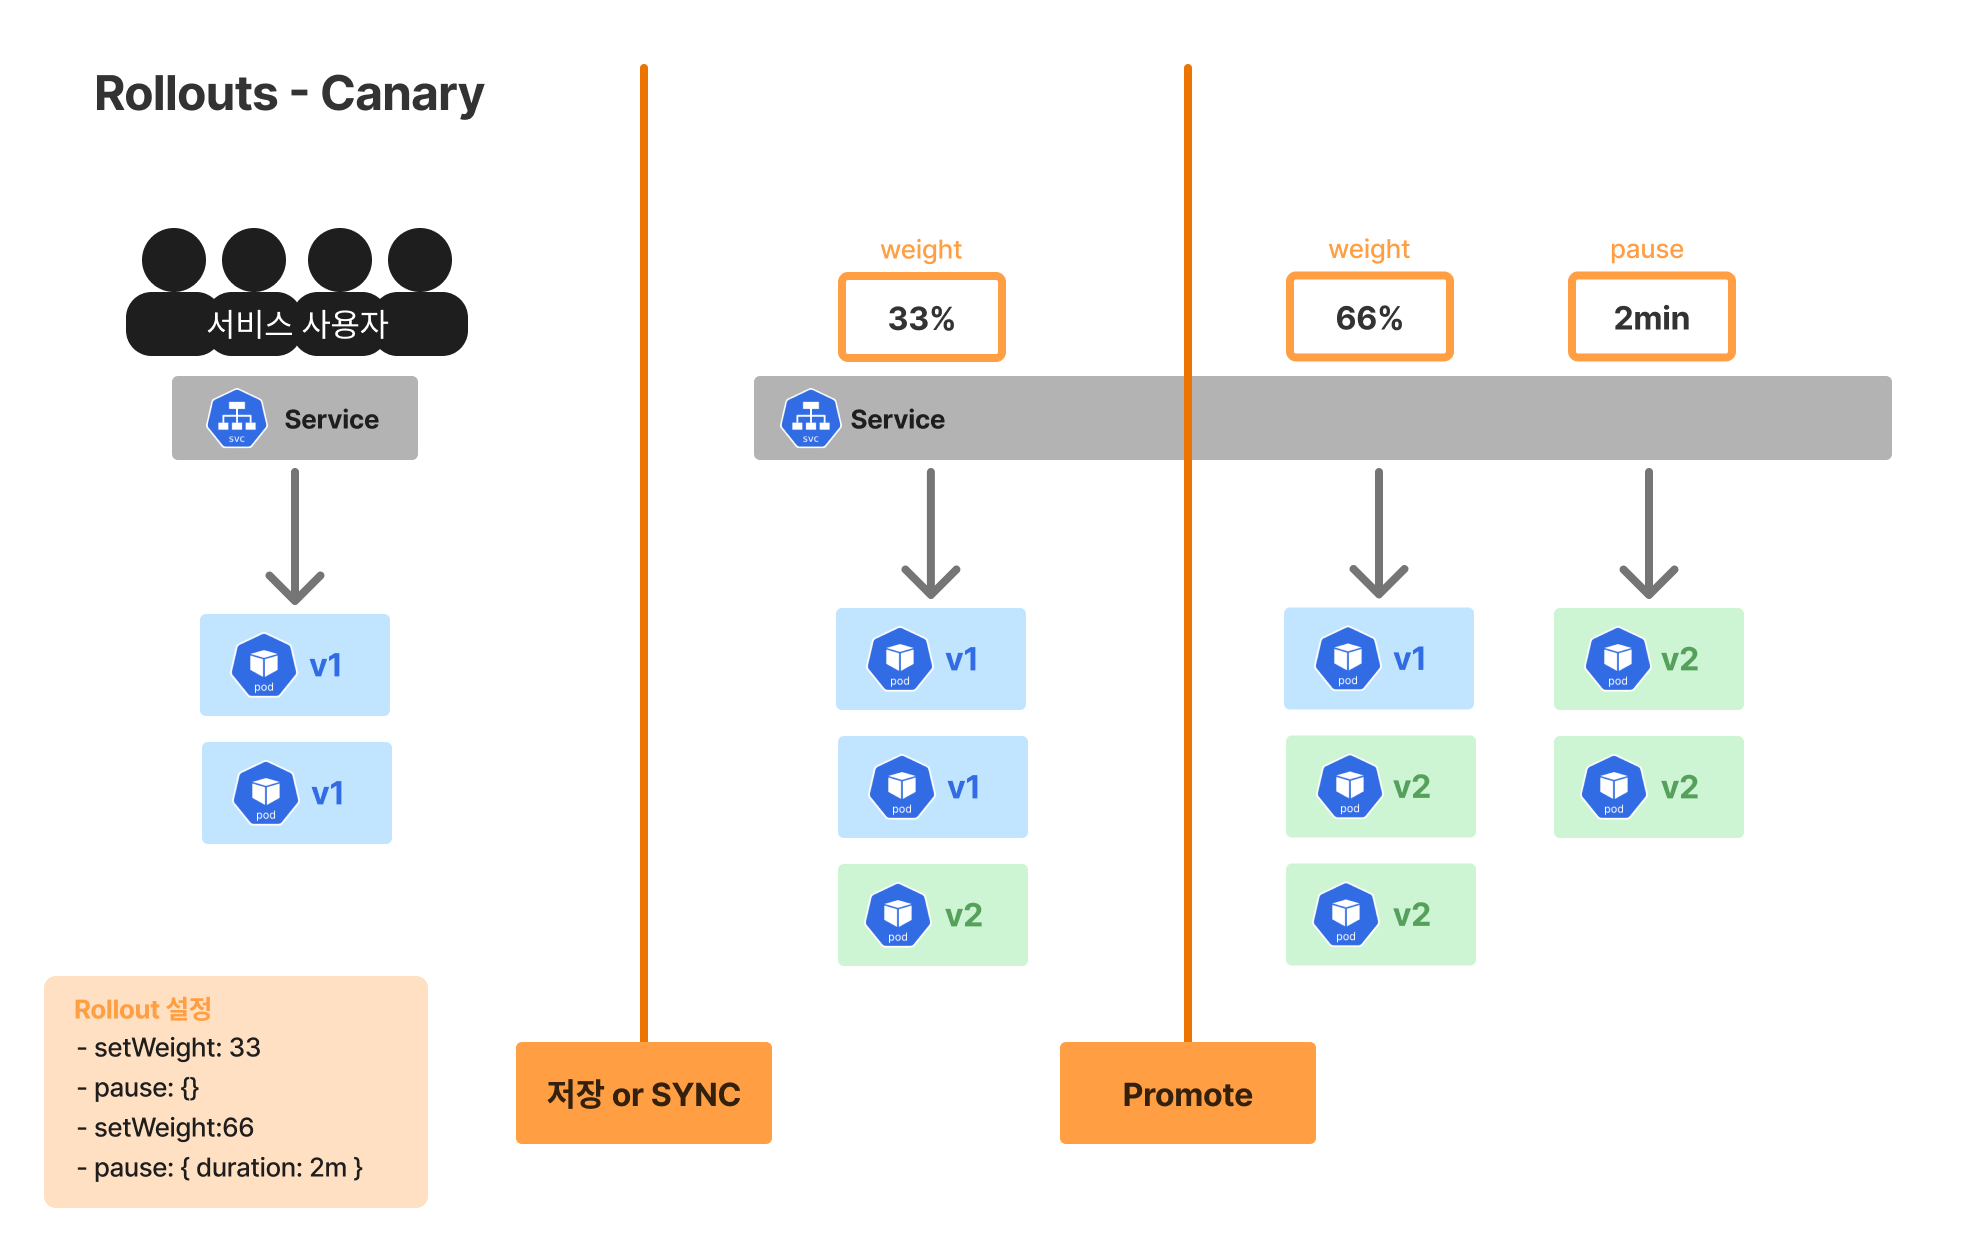 Rollouts - Canary
서비스 사용자
svc
Service
pod
v1
pod
v1
Rollout 설정
- setWeight: 33
- pause: {}
- setWeight:66
- pause: { duration: 2m }
저장 or SYNC
weight
33%
svc
Service
pod
v1
pod
v1
pod
v2
Promote
weight
66%
pod
v1
pod
v2
pod
v2
pause
2min
pod
v2
pod
v2